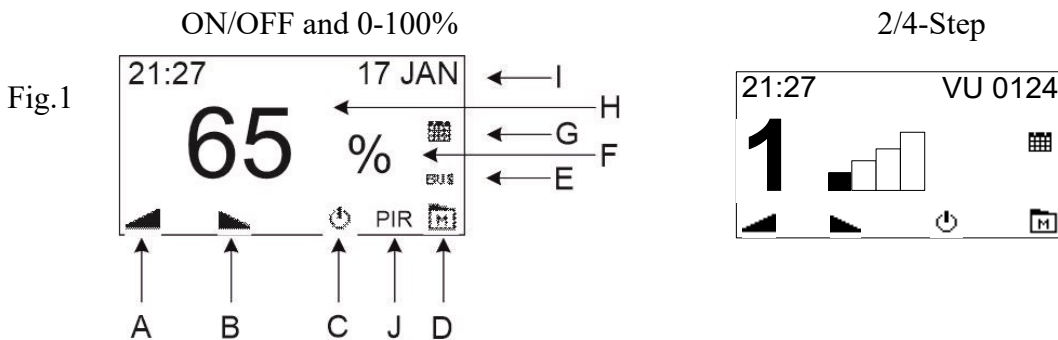 ON/OFF and 0-100%
2/4-Step
Fig.1
21:27 17 JAN
I
H
65 %
G
F
BUS
E
PIR
M
A B C J D
21:27 VU 0124
1
M